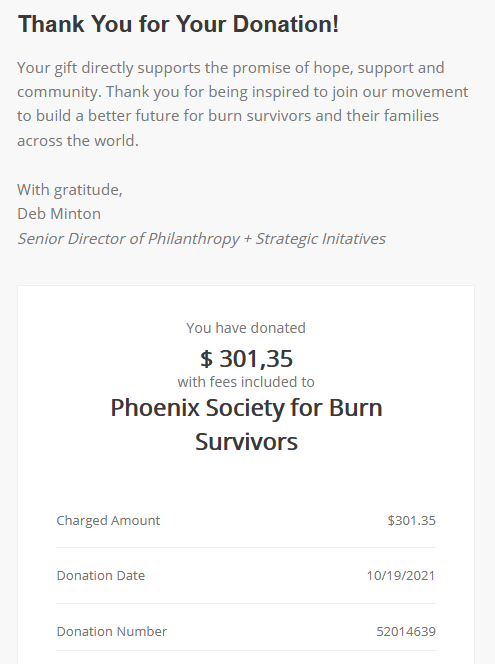 Thank You for Your Donation!
Your gift directly supports the promise of hope, support and
community. Thank you for being inspired to join our movement
to build a better future for burn survivors and their families
across the world.
With gratitude,
Deb Minton
Senior Director of Philanthropy + Strategic Initatives
You have donated
$ 301,35
with fees included to
Phoenix Society for Burn
Survivors
Charged Amount $301.35
Donation Date 10/19/2021
Donation Number 52014639